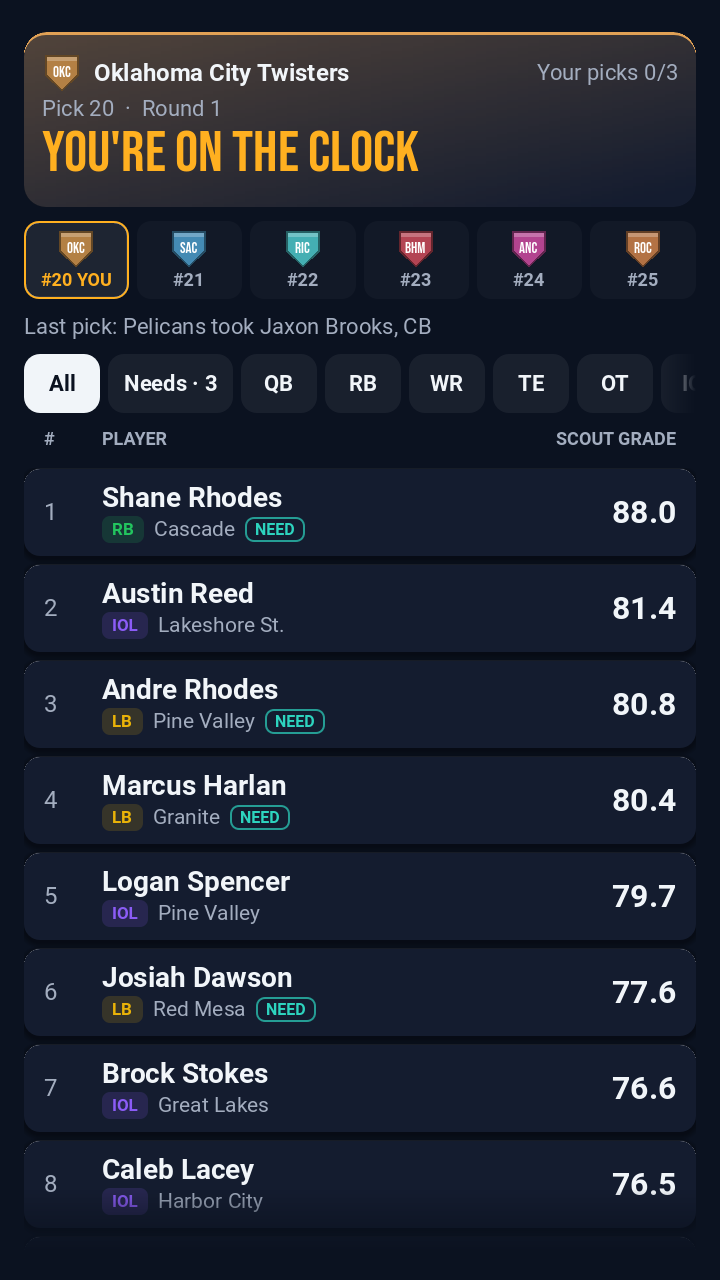 OKC Oklahoma City Twisters Your picks 0/3
Pick 20 · Round 1
YOU'RE ON THE CLOCK
OKC SAC RIC BHM ANC ROC
#20 YOU #21 #22 #23 #24 #25
Last pick: Pelicans took Jaxon Brooks, CB
All Needs · 3 QB RB WR TE OT
# PLAYER SCOUT GRADE
1 Shane Rhodes 88.0
RB Cascade NEED
2 Austin Reed 81.4
IOL Lakeshore St.
3 Andre Rhodes 80.8
LB Pine Valley NEED
4 Marcus Harlan 80.4
LB Granite NEED
5 Logan Spencer 79.7
IOL Pine Valley
6 Josiah Dawson 77.6
LB Red Mesa NEED
7 Brock Stokes 76.6
IOL Great Lakes
8 Caleb Lacey 76.5
IOL Harbor City